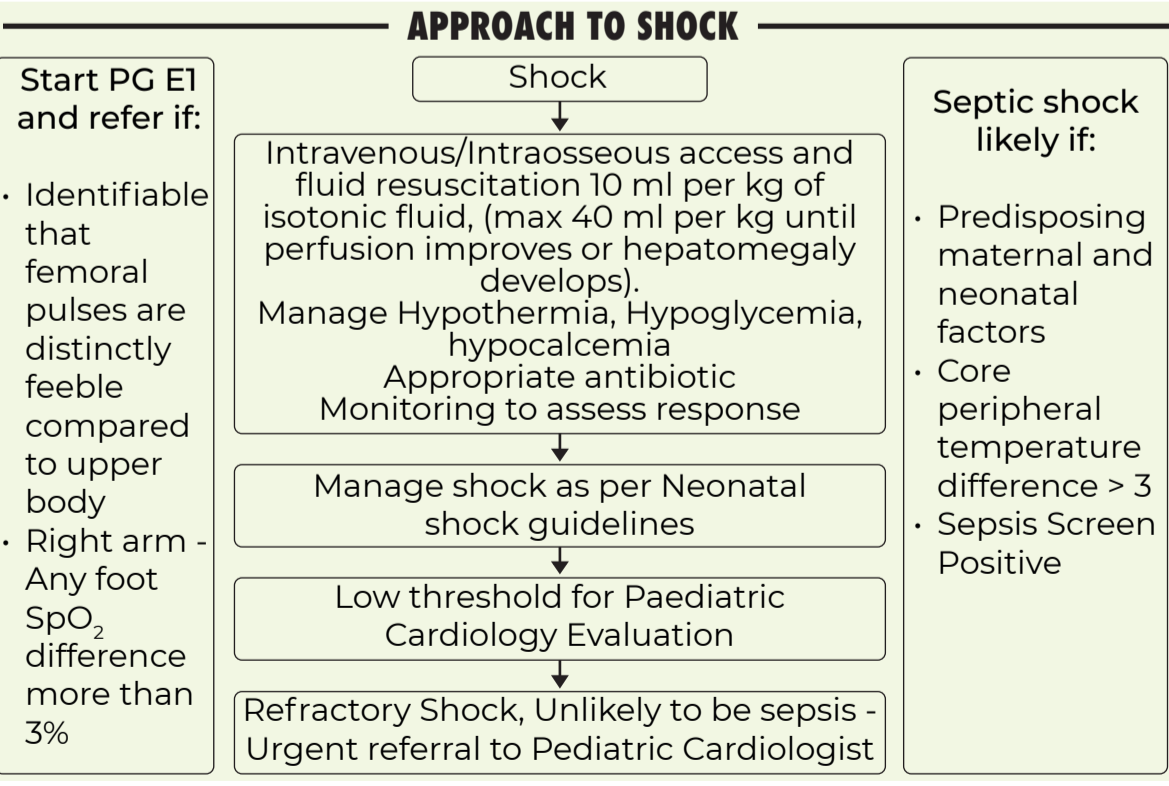 APPROACH TO SHOCK
Start PG E1
and refer if:
• Identifiable
that
femoral
pulses are
distinctly
feeble
compared
to upper
body
• Right arm -
Any foot
SpO₂
difference
more than
3%
Shock
Intravenous/Intraosseous access and
fluid resuscitation 10 ml per kg of
isotonic fluid, (max 40 ml per kg until
perfusion improves or hepatomegaly
develops).
Manage Hypothermia, Hypoglycemia,
hypocalcemia
Appropriate antibiotic
Monitoring to assess response
Manage shock as per Neonatal
shock guidelines
Low threshold for Paediatric
Cardiology Evaluation
Refractory Shock, Unlikely to be sepsis -
Urgent referral to Pediatric Cardiologist
Septic shock
likely if:
• Predisposing
maternal and
neonatal
factors
• Core
peripheral
temperature
difference > 3
• Sepsis Screen
Positive